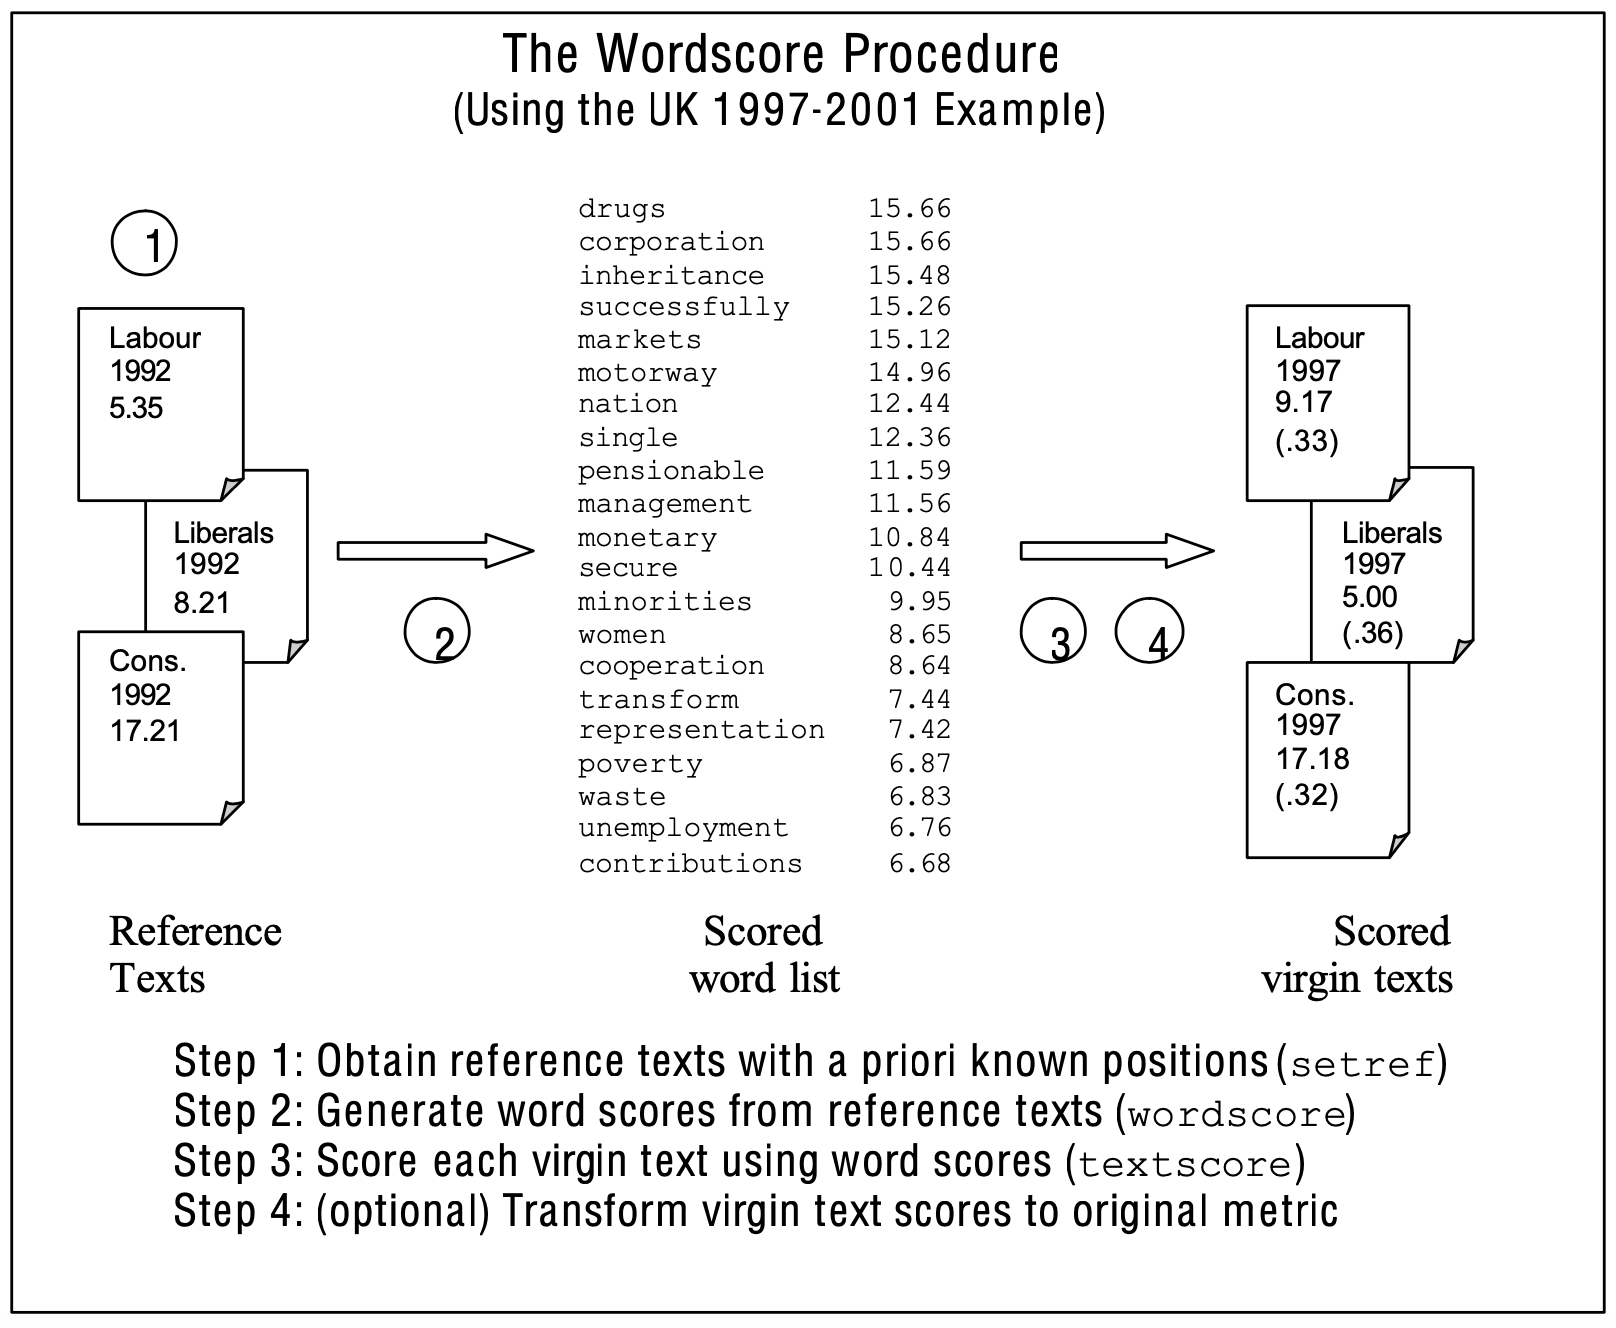 The Wordscore Procedure
(Using the UK 1997-2001 Example)
1
Labour
1992
5.35
Liberals
1992
8.21
Cons.
1992
17.21
Reference
Texts
2
drugs 15.66
corporation 15.66
inheritance 15.48
successfully 15.26
markets 15.12
motorway 14.96
nation 12.44
single 12.36
pensionable 11.59
management 11.56
monetary 10.84
secure 10.44
minorities 9.95
women 8.65
cooperation 8.64
transform 7.44
representation 7.42
poverty 6.87
waste 6.83
unemployment 6.76
contributions 6.68
Scored
word list
3 4
Labour
1997
9.17
(.33)
Liberals
1997
5.00
(.36)
Cons.
1997
17.18
(.32)
Scored
virgin texts
Step 1: Obtain reference texts with a priori known positions (setref)
Step 2: Generate word scores from reference texts (wordscore)
Step 3: Score each virgin text using word scores (textscore)
Step 4: (optional) Transform virgin text scores to original metric